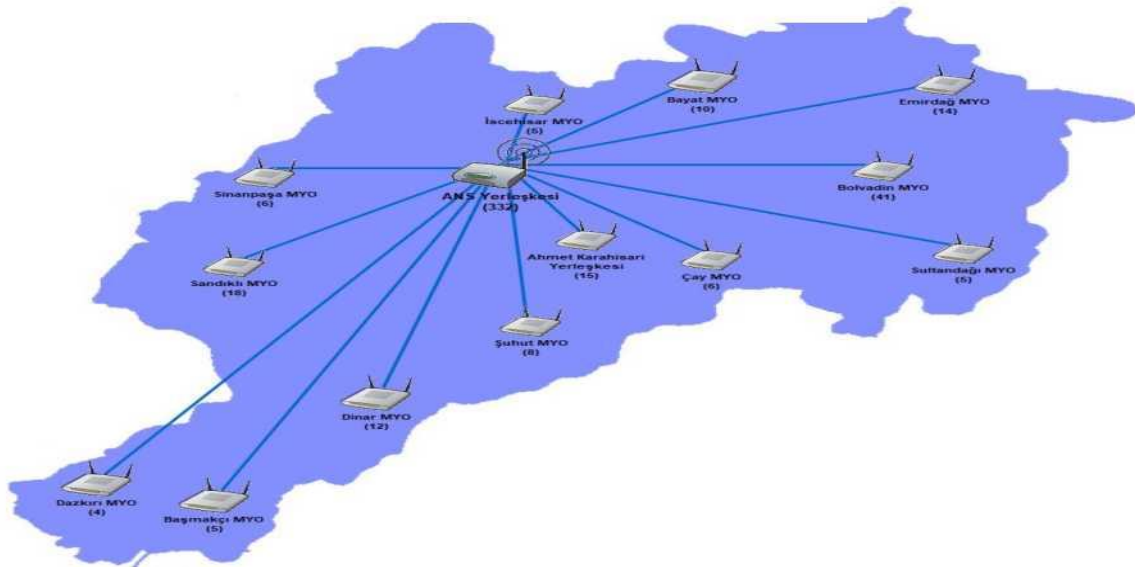 Bayat MYO
(10)
Emirdağ MYO
(14)
İscehisar MYO
(5)
Sinanpaşa MYO
(6)
ANS Yerleşkesi
(332)
Bolvadin MYO
(41)
Ahmet Karahisari
Yerleşkesi
(15)
Çay MYO
(6)
Sultandağı MYO
(5)
Sandıklı MYO
(18)
Şuhut MYO
(8)
Dinar MYO
(12)
Dazkırı MYO
(4)
Başmakçı MYO
(5)